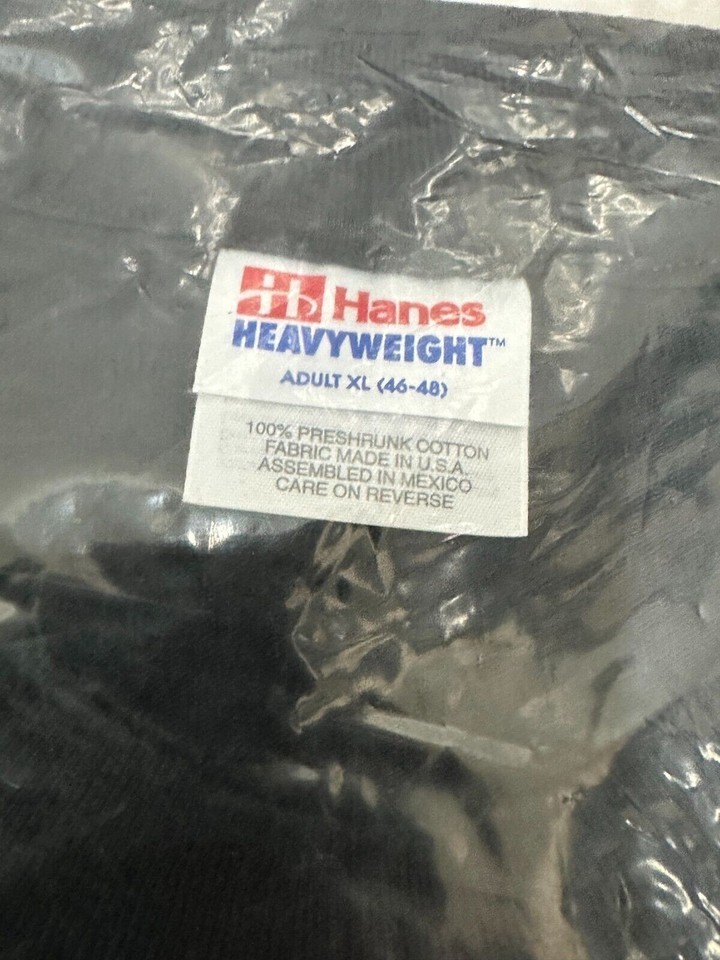 Hanes
HEAVYWEIGHT™
ADULT XL (46-48)
100% PRESHRUNK COTTON
FABRIC MADE IN U.S.A.
ASSEMBLED IN MEXICO
CARE ON REVERSE